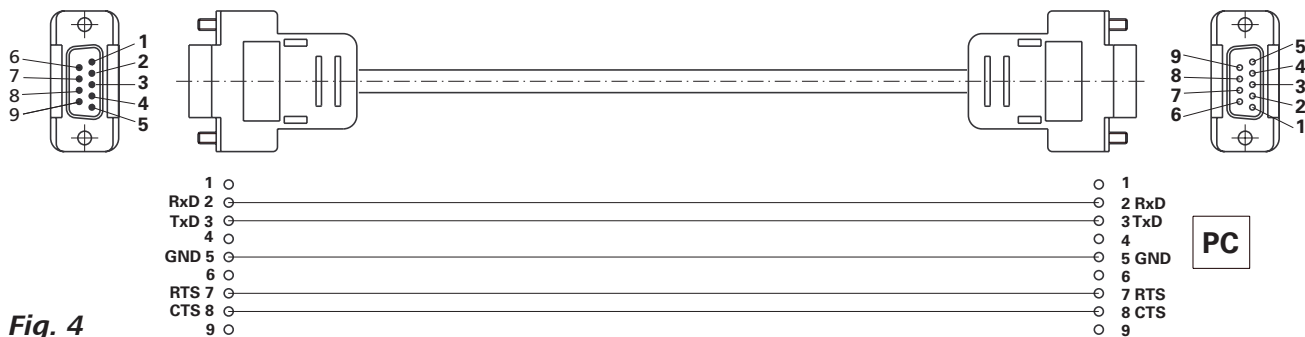 6 1
7 2
8 3
9 4
5
9 5
8 4
7 3
6 2
1
1 1
RxD 2 2 RxD
TxD 3 3 TxD
4 4
GND 5 5 GND
6 6
RTS 7 7 RTS
CTS 8 8 CTS
9 9
PC
Fig. 4